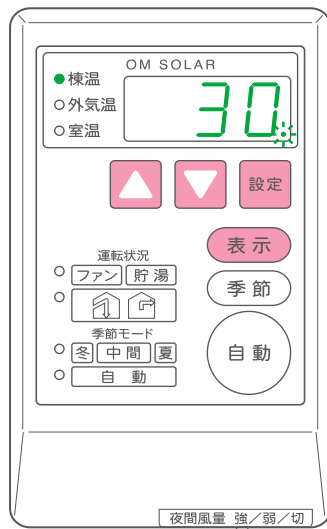 OM SOLAR
棟温
外気温
室温
30
設定
表示
季節
自動
運転状況
ファン 貯湯
季節モード
冬 中間 夏
自動
夜間風量 強/弱/切